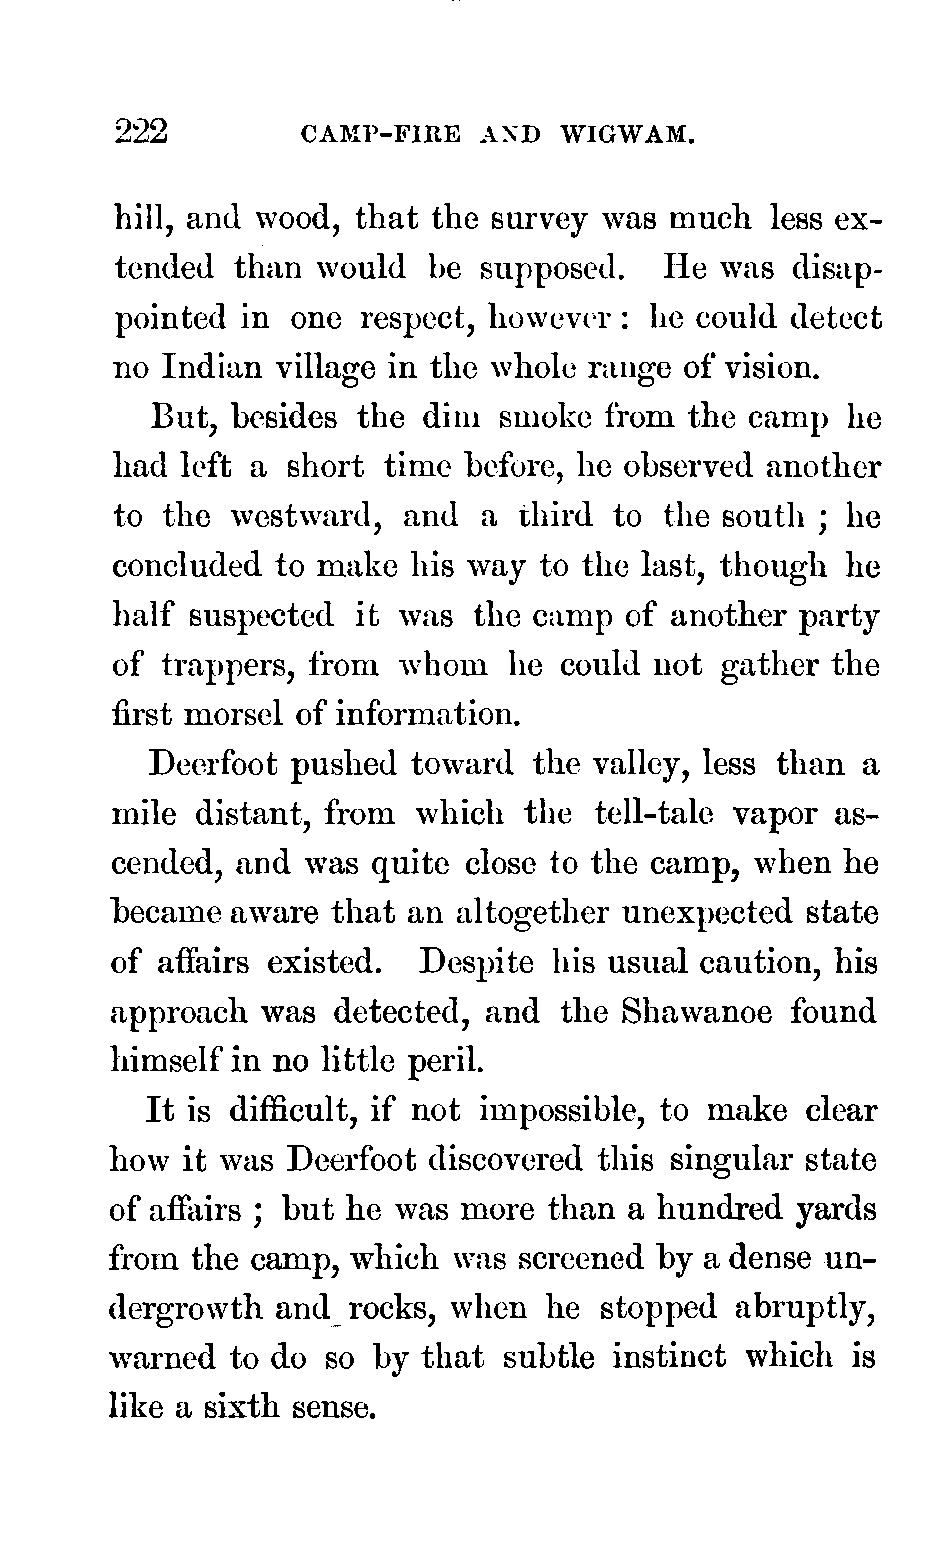 222 CAMP-FIRE AND WIGWAM.
hill, and wood, that the survey was much less ex-
tended than would be supposed. He was disap-
pointed in one respect, however : he could detect
no Indian village in the whole range of vision.
But, besides the dim smoke from the camp he
had left a short time before, he observed another
to the westward, and a third to the south ; he
concluded to make his way to the last, though he
half suspected it was the camp of another party
of trappers, from whom he could not gather the
first morsel of information.
Deerfoot pushed toward the valley, less than a
mile distant, from which the tell-tale vapor as-
cended, and was quite close to the camp, when he
became aware that an altogether unexpected state
of affairs existed. Despite his usual caution, his
approach was detected, and the Shawanoe found
himself in no little peril.
It is difficult, if not impossible, to make clear
how it was Deerfoot discovered this singular state
of affairs ; but he was more than a hundred yards
from the camp, which was screened by a dense un-
dergrowth and rocks, when he stopped abruptly,
warned to do so by that subtle instinct which is
like a sixth sense.